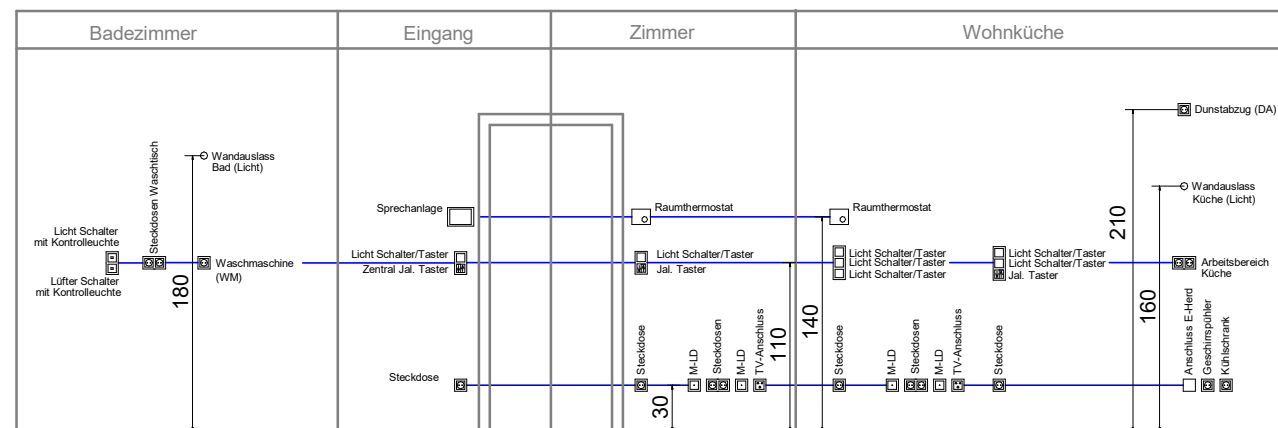 Badezimmer
Eingang
Zimmer
Wohnküche
Licht Schalter
mit Kontrolleuchte
Lüfter Schalter
mit Kontrolleuchte
Steckdosen Waschtisch
Wandauslass
Bad (Licht)
Waschmaschine
(WM)
180
Sprechanlage
Licht Schalter/Taster
Zentral Jal. Taster
Steckdose
Raumthermostat
Licht Schalter/Taster
Jal. Taster
Steckdose
30
M-LD
Steckdosen
M-LD
TV-Anschluss
110
140
Raumthermostat
Licht Schalter/Taster
Licht Schalter/Taster
Licht Schalter/Taster
Steckdose
M-LD
Steckdosen
M-LD
TV-Anschluss
Licht Schalter/Taster
Licht Schalter/Taster
Jal. Taster
Steckdose
210
160
Dunstabzug (DA)
Wandauslass
Küche (Licht)
Arbeitsbereich
Küche
Anschluss E-Herd
Geschirrspühler
Kühlschrank